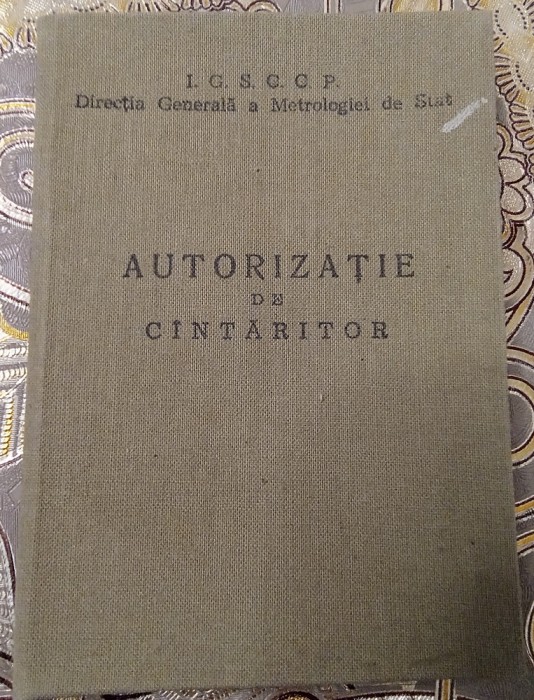 I. G. S. C. C. P.
Direcția Generală a Metrologiei de Stat
AUTORIZAȚIE
DE
CÎNTĂRITOR